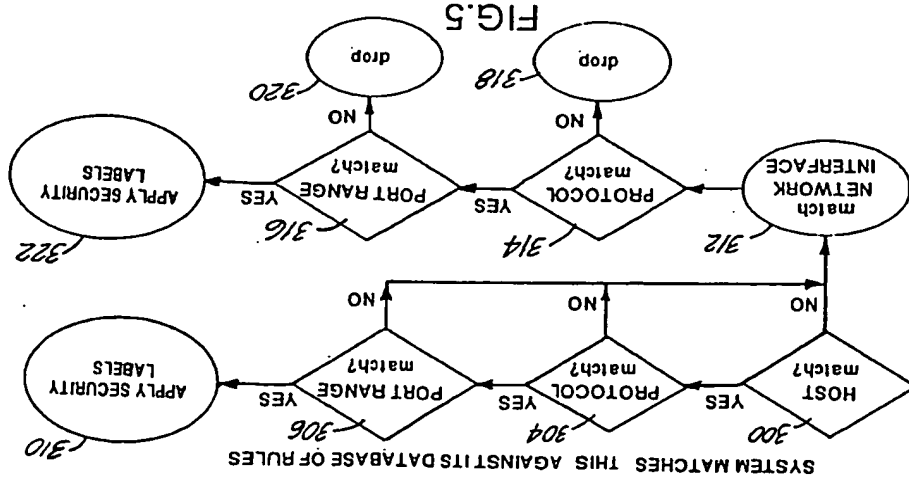 SYSTEM MATCHES THIS AGAINST ITS DATABASE OF RULES
300
HOST
match?
YES
NO
304
PROTOCOL
match?
YES
NO
306
PORT RANGE
match?
YES
NO
310
APPLY SECURITY
LABELS
312
match
NETWORK
INTERFACE
314
PROTOCOL
match?
YES
NO
316
PORT RANGE
match?
YES
NO
322
APPLY SECURITY
LABELS
318
drop
320
drop
FIG.5